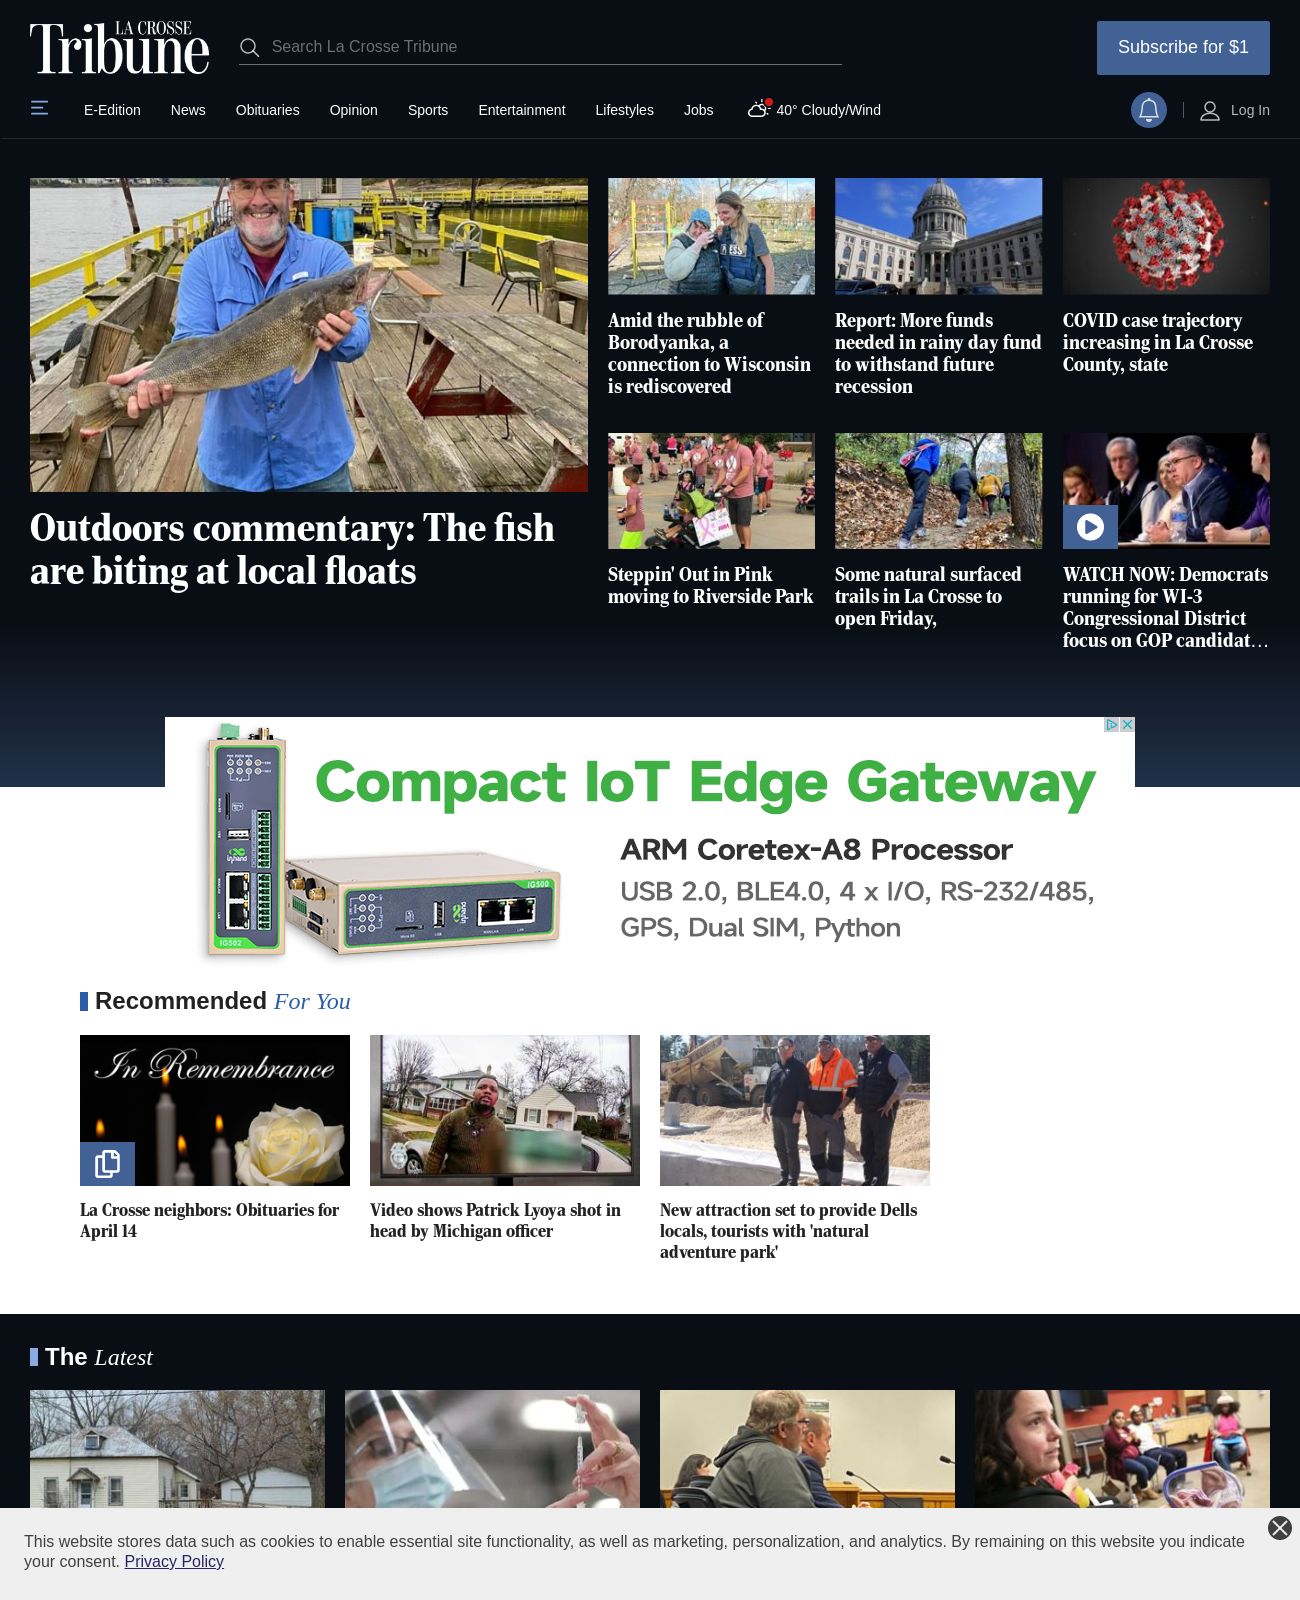 LA CROSSE
Tribune
Search La Crosse Tribune
Subscribe for $1
E-Edition
News
Obituaries
Opinion
Sports
Entertainment
Lifestyles
Jobs
40° Cloudy/Wind
Log In
Outdoors commentary: The fish
are biting at local floats
Amid the rubble of
Borodyanka, a
connection to Wisconsin
is rediscovered
Report: More funds
needed in rainy day fund
to withstand future
recession
COVID case trajectory
increasing in La Crosse
County, state
Steppin' Out in Pink
moving to Riverside Park
Some natural surfaced
trails in La Crosse to
open Friday,
WATCH NOW: Democrats
running for WI-3
Congressional District
focus on GOP candidat…
Compact IoT Edge Gateway
ARM Coretex-A8 Processor
USB 2.0, BLE4.0, 4 x I/O, RS-232/485,
GPS, Dual SIM, Python
inhand
IG502
IG500
inhand
Recommended For You
In Remembrance
La Crosse neighbors: Obituaries for
April 14
Video shows Patrick Lyoya shot in
head by Michigan officer
New attraction set to provide Dells
locals, tourists with 'natural
adventure park'
The Latest
This website stores data such as cookies to enable essential site functionality, as well as marketing, personalization, and analytics. By remaining on this website you indicate
your consent. Privacy Policy